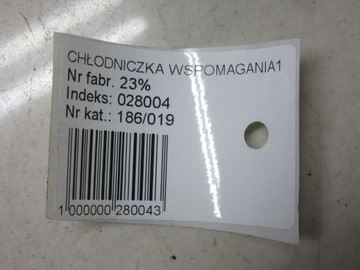 CHŁODNICZKA WSPOMAGANIA1
Nr fabr. 23%
Indeks: 028004
Nr kat.: 186/019
1 000000 280043